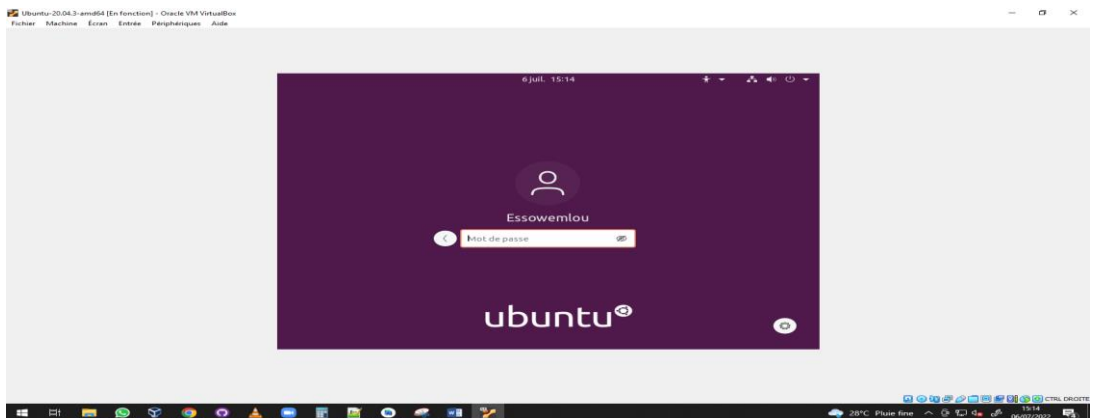 Ubuntu-20.04.3-amd64 [En fonction] - Oracle VM VirtualBox
Fichier Machine Écran Entrée Périphériques Aide
6 juil. 15:14
Essowemlou
Mot de passe
ubuntu
CTRL DROITE
28°C Pluie fine
15:14
06/07/2022